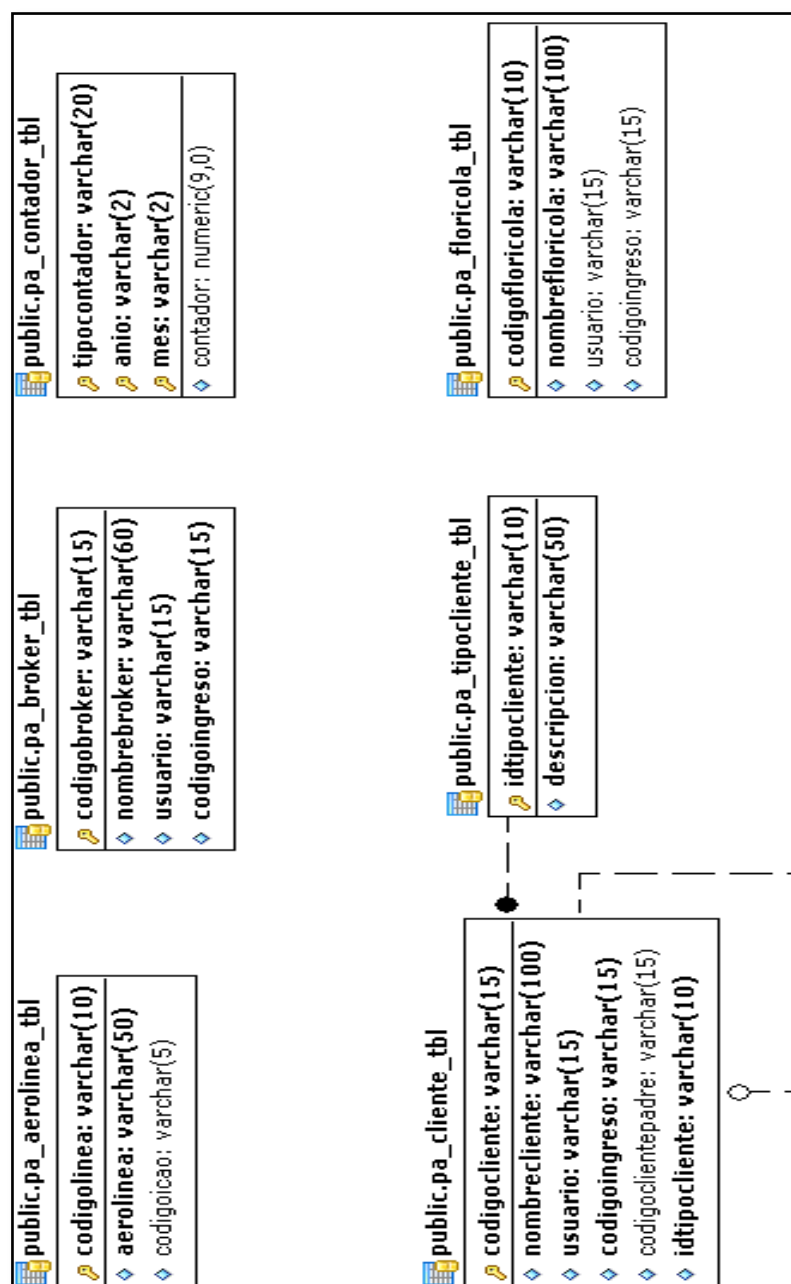 public.pa_aerolinea_tbl
codigolinea: varchar(10)
aerolinea: varchar(50)
codigoicao: varchar(5)
public.pa_broker_tbl
codigobroker: varchar(15)
nombrebroker: varchar(60)
usuario: varchar(15)
codigoingreso: varchar(15)
public.pa_contador_tbl
tipocontador: varchar(20)
anio: varchar(2)
mes: varchar(2)
contador: numeric(9,0)
public.pa_cliente_tbl
codigocliente: varchar(15)
nombrecliente: varchar(100)
usuario: varchar(15)
codigoingreso: varchar(15)
codigoclientepadre: varchar(15)
idtipocliente: varchar(10)
public.pa_tipocliente_tbl
idtipocliente: varchar(10)
descripcion: varchar(50)
public.pa_floricola_tbl
codigofloricola: varchar(10)
nombrefloricola: varchar(100)
usuario: varchar(15)
codigoingreso: varchar(15)